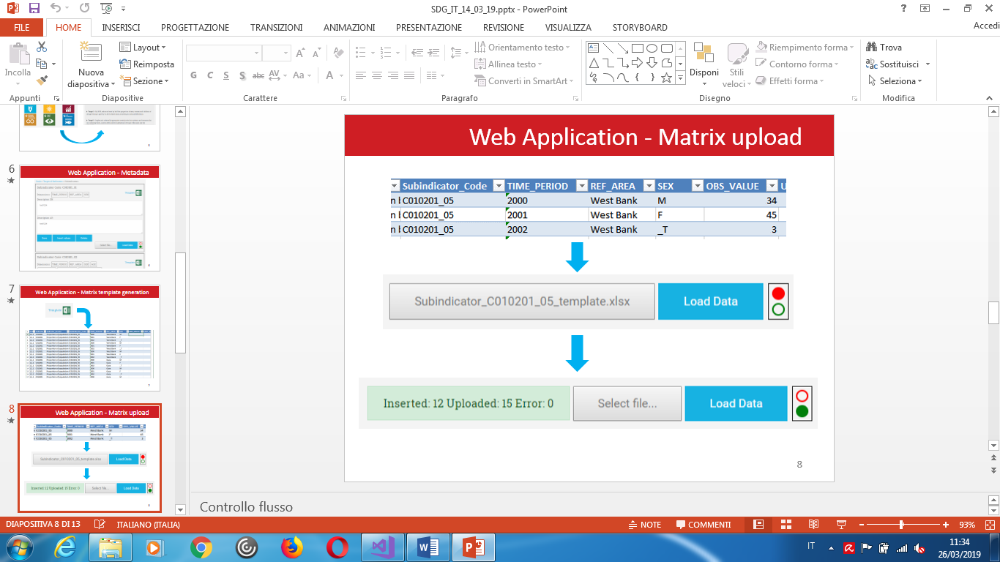 SDG_IT_14_03_19.pptx - PowerPoint
FILE HOME INSERISCI PROGETTAZIONE TRANSIZIONI ANIMAZIONI PRESENTAZIONE REVISIONE VISUALIZZA STORYBOARD Accedi
Incolla
Nuova diapositiva
Layout
Reimposta
Sezione
G C S S abc AV Aa A
Orientamento testo
Allinea testo
Converti in SmartArt
Disponi
Stili veloci
Riempimento forma
Contorno forma
Effetti forma
Trova
Sostituisci
Seleziona
Appunti Diapositive Carattere Paragrafo Disegno Modifica
6
Web Application - Metadata
7
Web Application - Matrix template generation
Template
7
8
Web Application - Matrix upload
Subindicator_C010201_05_template.xlsx Load Data
Inserted: 12 Uploaded: 15 Error: 0 Select file... Load Data
Web Application - Matrix upload
Subindicator_Code TIME_PERIOD REF_AREA SEX OBS_VALUE U
C010201_05 2000 West Bank M 34
C010201_05 2001 West Bank F 45
C010201_05 2002 West Bank _T 3
Subindicator_C010201_05_template.xlsx Load Data
Inserted: 12 Uploaded: 15 Error: 0 Select file... Load Data
8
Controllo flusso
DIAPOSITIVA 8 DI 13 ITALIANO (ITALIA) NOTE COMMENTI 93%
IT 11:34
26/03/2019